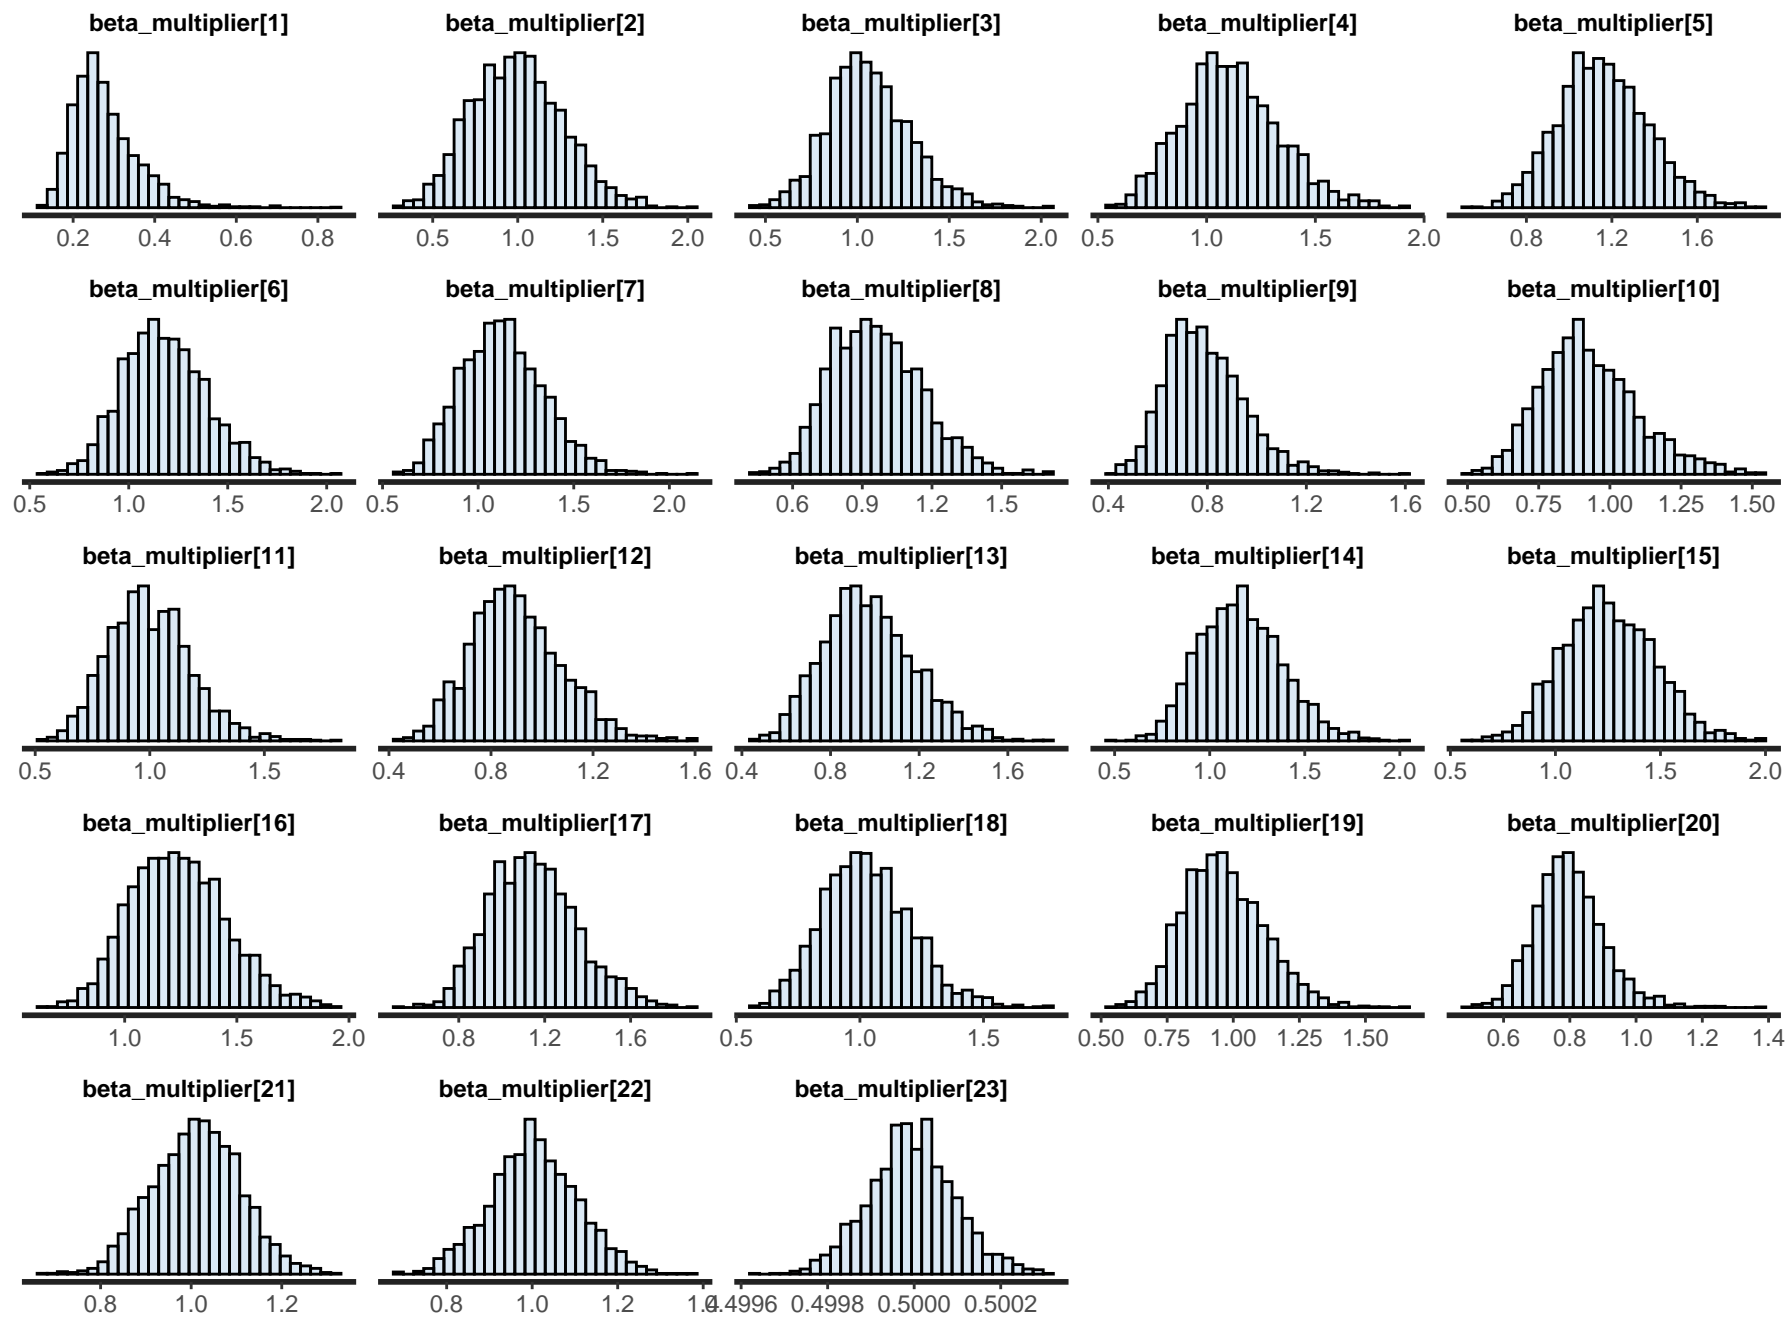 beta_multiplier[1] beta_multiplier[2] beta_multiplier[3] beta_multiplier[4] beta_multiplier[5]
0.2 0.4 0.6 0.8 0.5 1.0 1.5 2.0 0.5 1.0 1.5 2.0 0.5 1.0 1.5 2.0 0.8 1.2 1.6
beta_multiplier[6] beta_multiplier[7] beta_multiplier[8] beta_multiplier[9] beta_multiplier[10]
0.5 1.0 1.5 2.0 0.5 1.0 1.5 2.0 0.6 0.9 1.2 1.5 0.4 0.8 1.2 1.6 0.50 0.75 1.00 1.25 1.50
beta_multiplier[11] beta_multiplier[12] beta_multiplier[13] beta_multiplier[14] beta_multiplier[15]
0.5 1.0 1.5 0.4 0.8 1.2 1.6 0.4 0.8 1.2 1.6 0.5 1.0 1.5 2.0 0.5 1.0 1.5 2.0
beta_multiplier[16] beta_multiplier[17] beta_multiplier[18] beta_multiplier[19] beta_multiplier[20]
1.0 1.5 2.0 0.8 1.2 1.6 0.5 1.0 1.5 0.50 0.75 1.00 1.25 1.50 0.6 0.8 1.0 1.2 1.4
beta_multiplier[21] beta_multiplier[22] beta_multiplier[23]
0.8 1.0 1.2 0.8 1.0 1.2 1.4 0.4996 0.4998 0.5000 0.5002